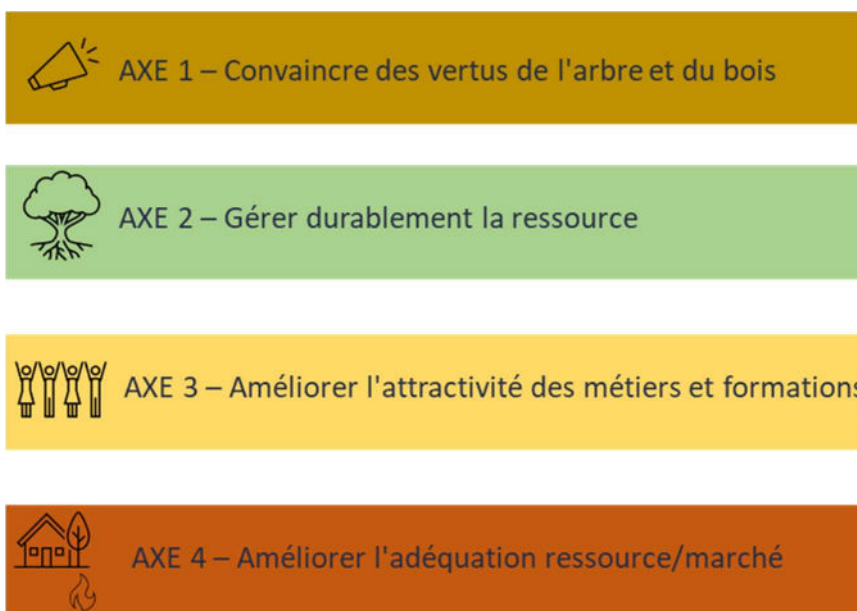 AXE 1 – Convaincre des vertus de l'arbre et du bois
AXE 2 – Gérer durablement la ressource
AXE 3 – Améliorer l'attractivité des métiers et formations
AXE 4 – Améliorer l'adéquation ressource/marché